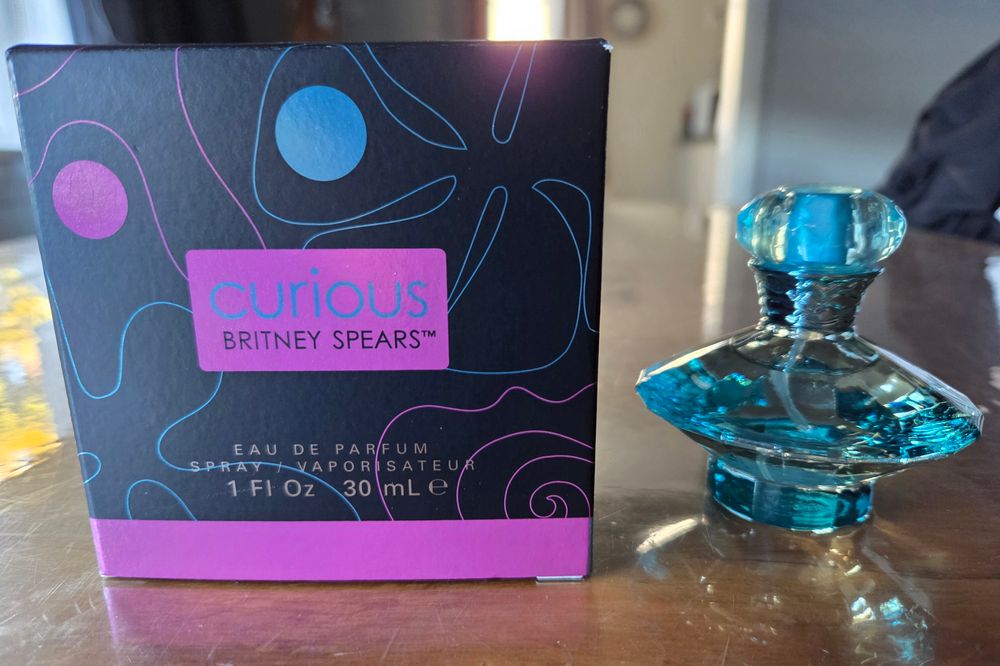 curious
BRITNEY SPEARS™
EAU DE PARFUM
SPRAY / VAPORISATEUR
1 Fl Oz 30 mL ℮